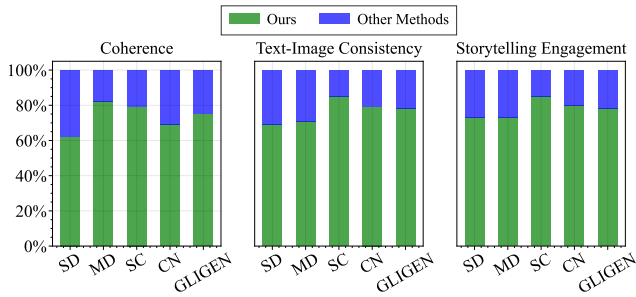 Ours Other Methods
Coherence Text-Image Consistency Storytelling Engagement
100%
80%
60%
40%
20%
0%
SD MD SC CN GLIGEN SD MD SC CN GLIGEN SD MD SC CN GLIGEN